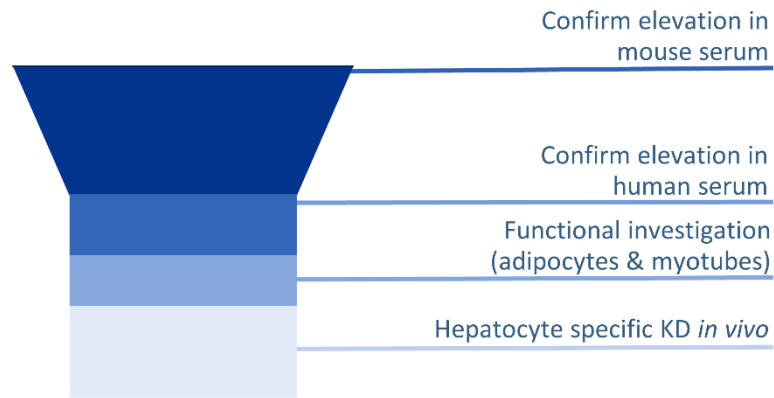 Confirm elevation in
mouse serum
Confirm elevation in
human serum
Functional investigation
(adipocytes & myotubes)
Hepatocyte specific KD in vivo